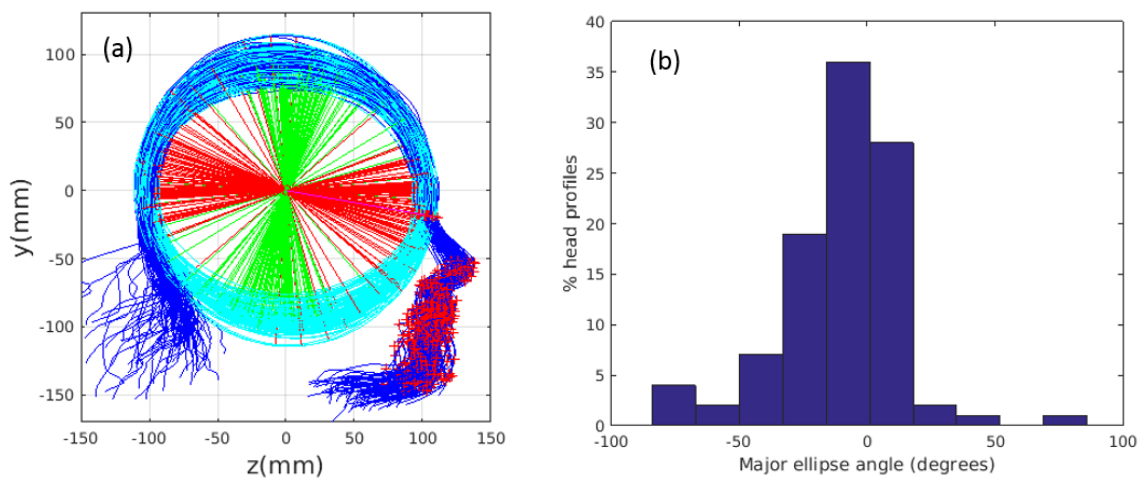 (a)
100
50
0
-50
-100
-150
y(mm)
-150 -100 -50 0 50 100 150
z(mm)
(b)
40
35
30
25
20
15
10
5
0
% head profiles
-100 -50 0 50 100
Major ellipse angle (degrees)